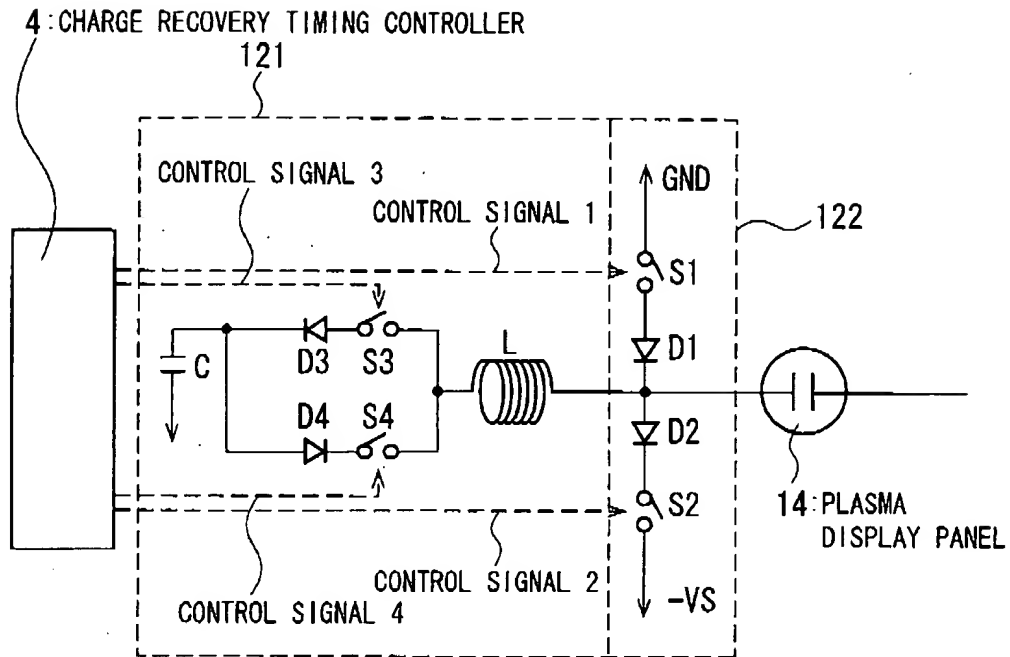 4:CHARGE RECOVERY TIMING CONTROLLER
121
CONTROL SIGNAL 3
CONTROL SIGNAL 1
GND
122
S1
C
D3
S3
L
D1
D4
S4
D2
S2
14:PLASMA
DISPLAY PANEL
CONTROL SIGNAL 2
-VS
CONTROL SIGNAL 4